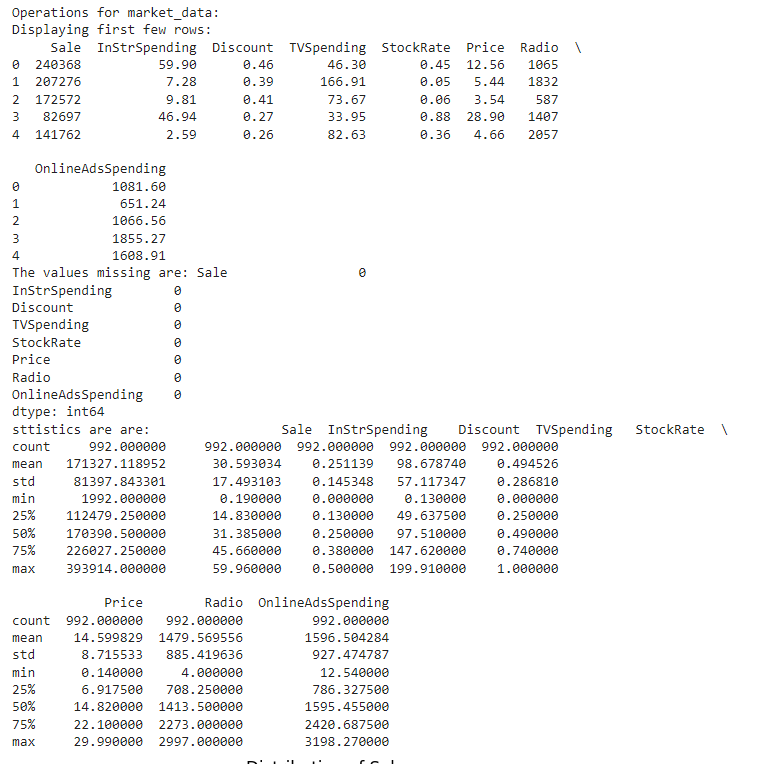 Operations for market_data:
Displaying first few rows:
Sale InStrSpending Discount TVSpending StockRate Price Radio \
0 240368 59.90 0.46 46.30 0.45 12.56 1065
1 207276 7.28 0.39 166.91 0.05 5.44 1832
2 172572 9.81 0.41 73.67 0.06 3.54 587
3 82697 46.94 0.27 33.95 0.88 28.90 1407
4 141762 2.59 0.26 82.63 0.36 4.66 2057
OnlineAdsSpending
0 1081.60
1 651.24
2 1066.56
3 1855.27
4 1608.91
The values missing are: Sale 0
InStrSpending 0
Discount 0
TVSpending 0
StockRate 0
Price 0
Radio 0
OnlineAdsSpending 0
dtype: int64
sttistics are are: Sale InStrSpending Discount TVSpending StockRate \
count 992.000000 992.000000 992.000000 992.000000 992.000000
mean 171327.118952 30.593034 0.251139 98.678740 0.494526
std 81397.843301 17.493103 0.145348 57.117347 0.286810
min 1992.000000 0.190000 0.000000 0.130000 0.000000
25% 112479.250000 14.830000 0.130000 49.637500 0.250000
50% 170390.500000 31.385000 0.250000 97.510000 0.490000
75% 226027.250000 45.660000 0.380000 147.620000 0.740000
max 393914.000000 59.960000 0.500000 199.910000 1.000000
Price Radio OnlineAdsSpending
count 992.000000 992.000000 992.000000
mean 14.599829 1479.569556 1596.504284
std 8.715533 885.419636 927.474787
min 0.140000 4.000000 12.540000
25% 6.917500 708.250000 786.327500
50% 14.820000 1413.500000 1595.455000
75% 22.100000 2273.000000 2420.687500
max 29.990000 2997.000000 3198.270000